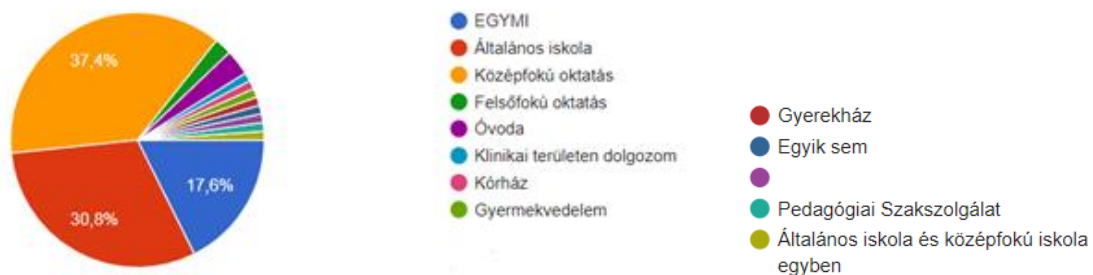 37,4%
17,6%
30,8%
EGYMI
Általános iskola
Középfokú oktatás
Felsőfokú oktatás
Óvoda
Klinikai területen dolgozom
Kórház
Gyermekvédelem
Gyerekház
Egyik sem
Pedagógiai Szakszolgálat
Általános iskola és középfokú iskola
egyben